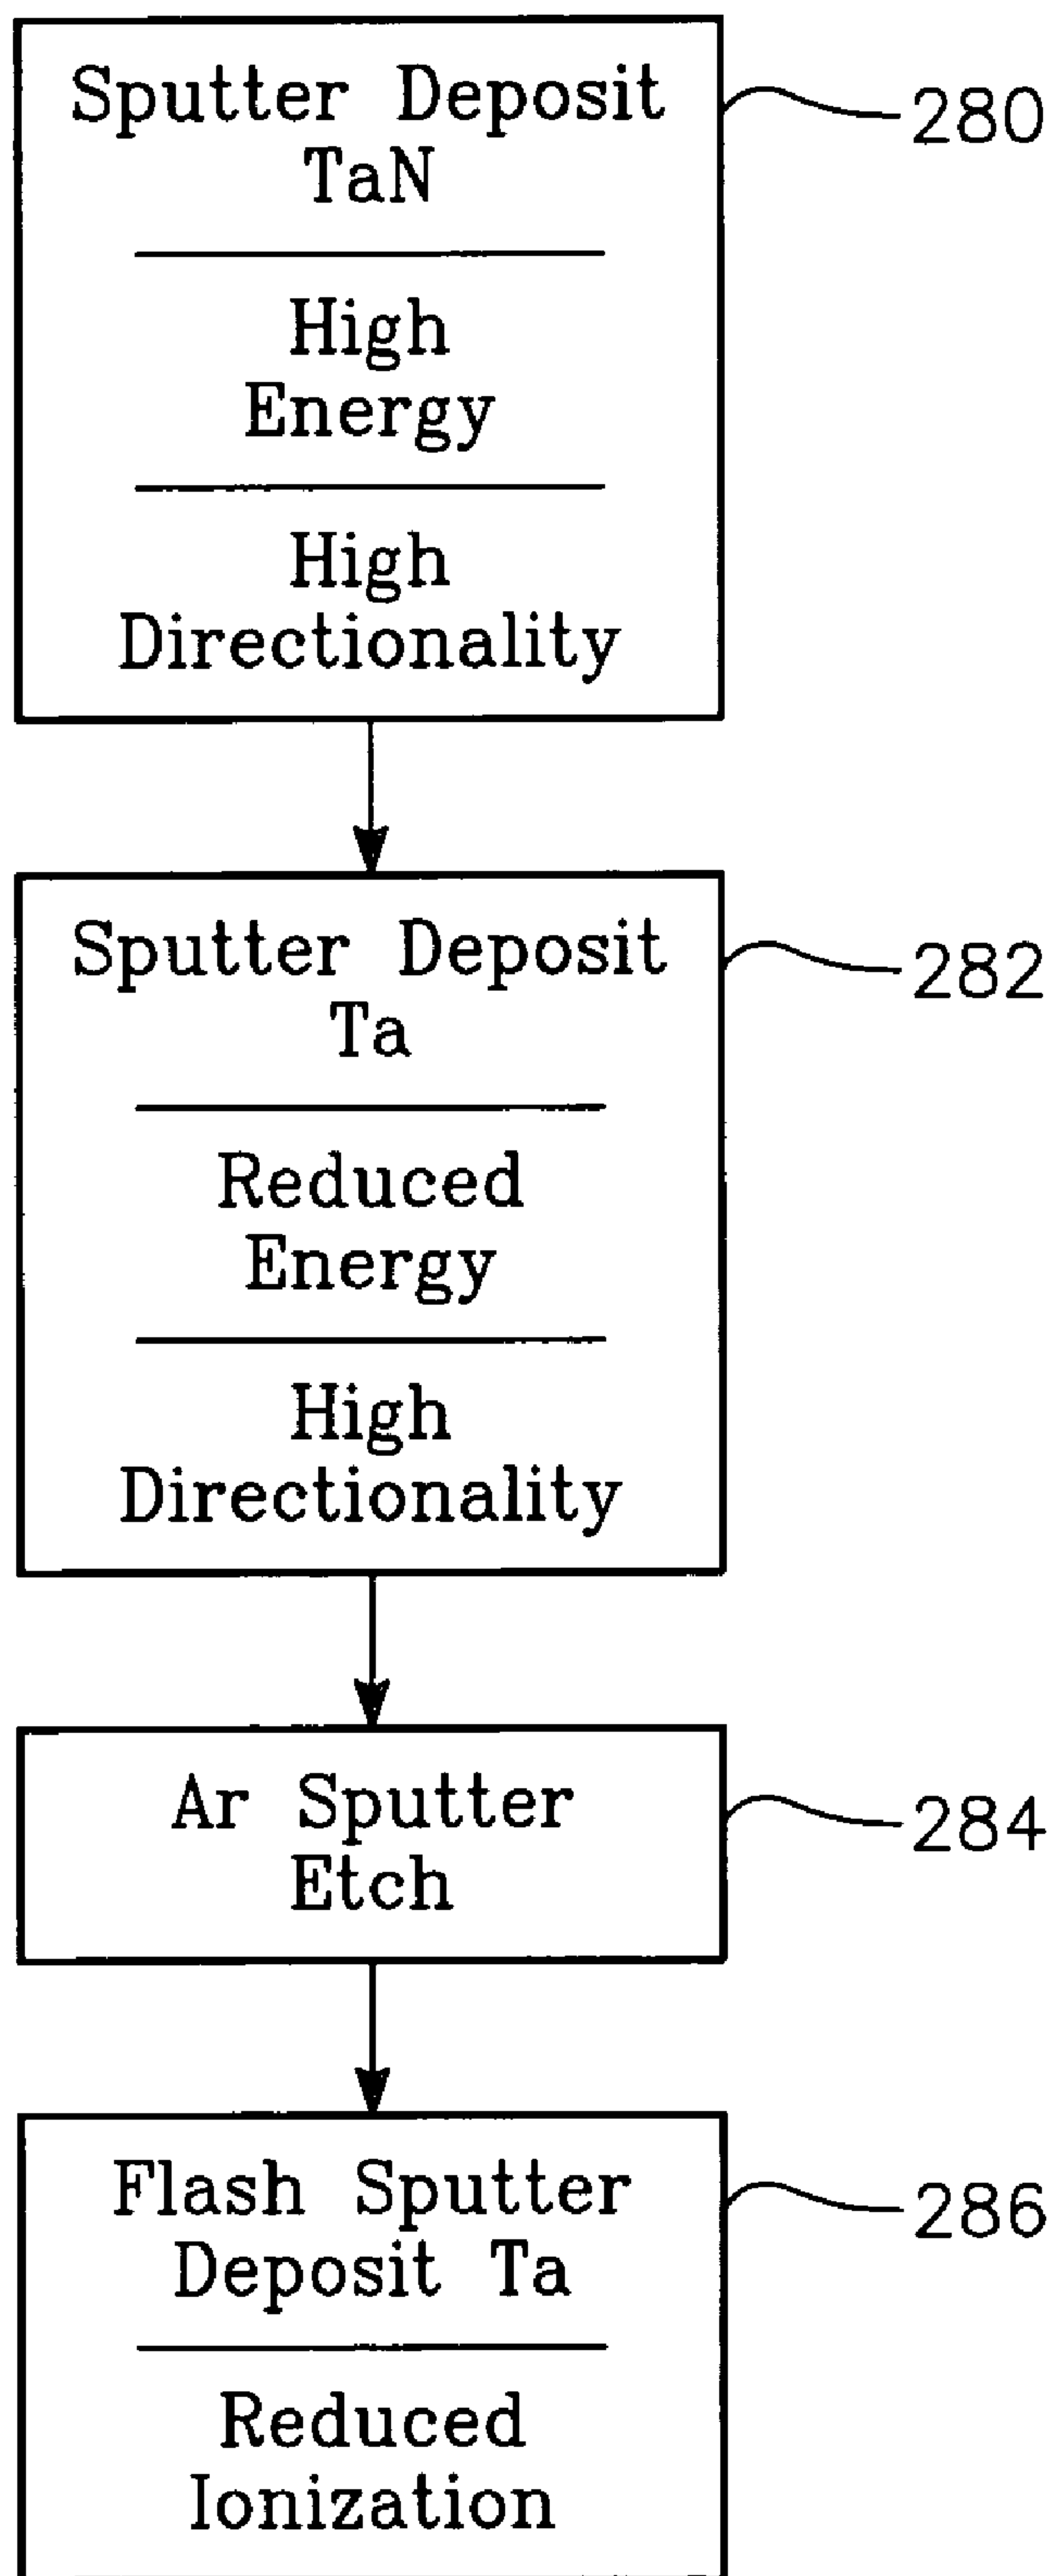 Sputter Deposit
TaN
High
Energy
High
Directionality
280
Sputter Deposit
Ta
Reduced
Energy
High
Directionality
282
Ar Sputter
Etch
284
Flash Sputter
Deposit Ta
Reduced
Ionization
286